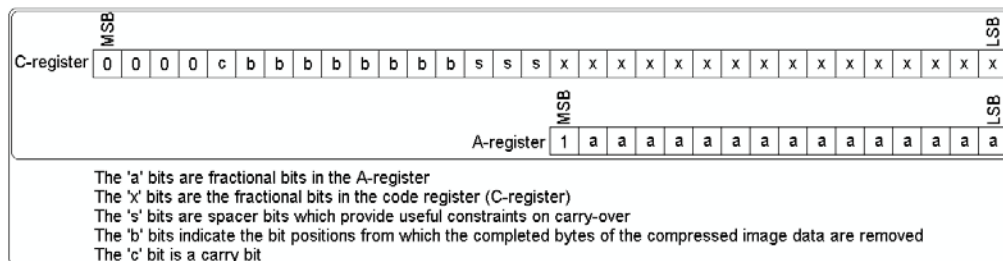 MSB LSB
C-register 0 0 0 0 c b b b b b b b b s s s x x x x x x x x x x x x x x x x
MSB LSB
A-register 1 a a a a a a a a a a a a a a a
The 'a' bits are fractional bits in the A-register
The 'x' bits are the fractional bits in the code register (C-register)
The 's' bits are spacer bits which provide useful constraints on carry-over
The 'b' bits indicate the bit positions from which the completed bytes of the compressed image data are removed
The 'c' bit is a carry bit